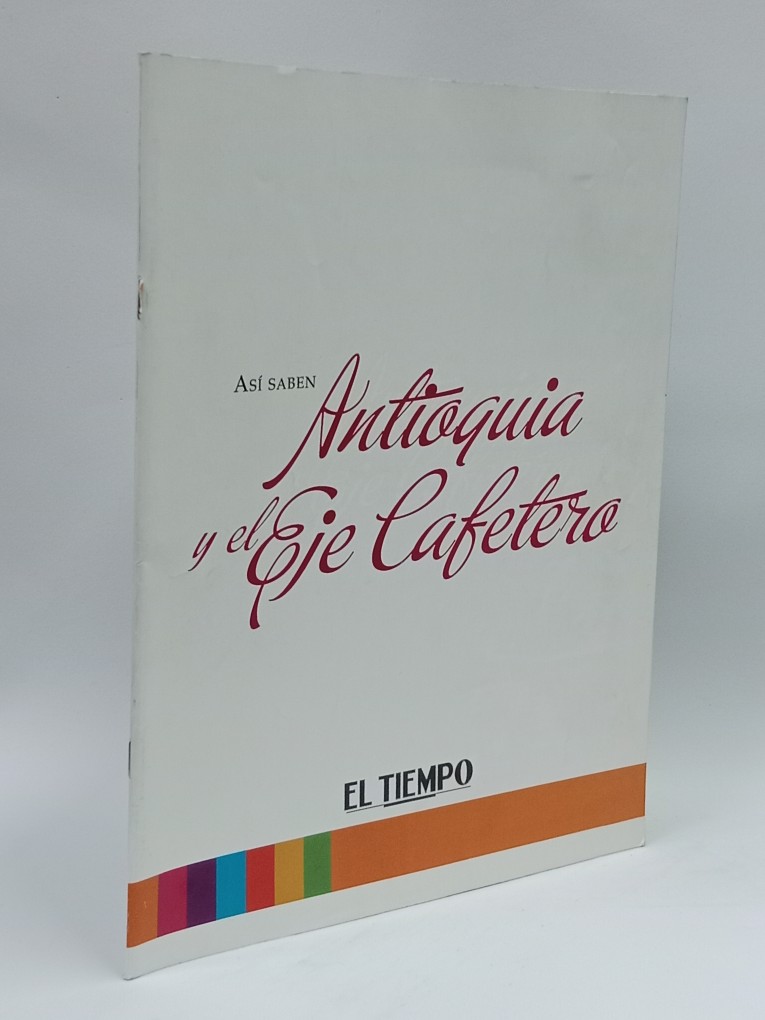 ASÍ SABEN
Antioquia
y el Eje Cafetero
EL TIEMPO